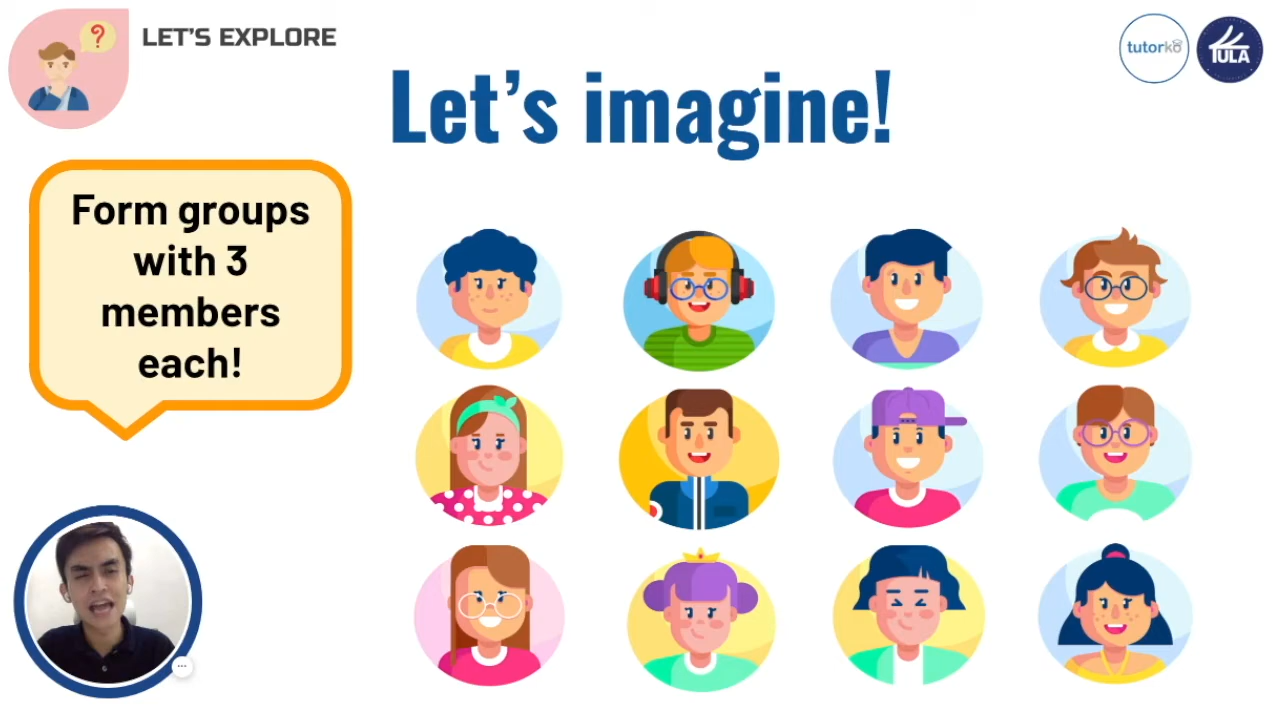 LET'S EXPLORE
tutorko
TULA
Let's imagine!
Form groups
with 3
members
each!